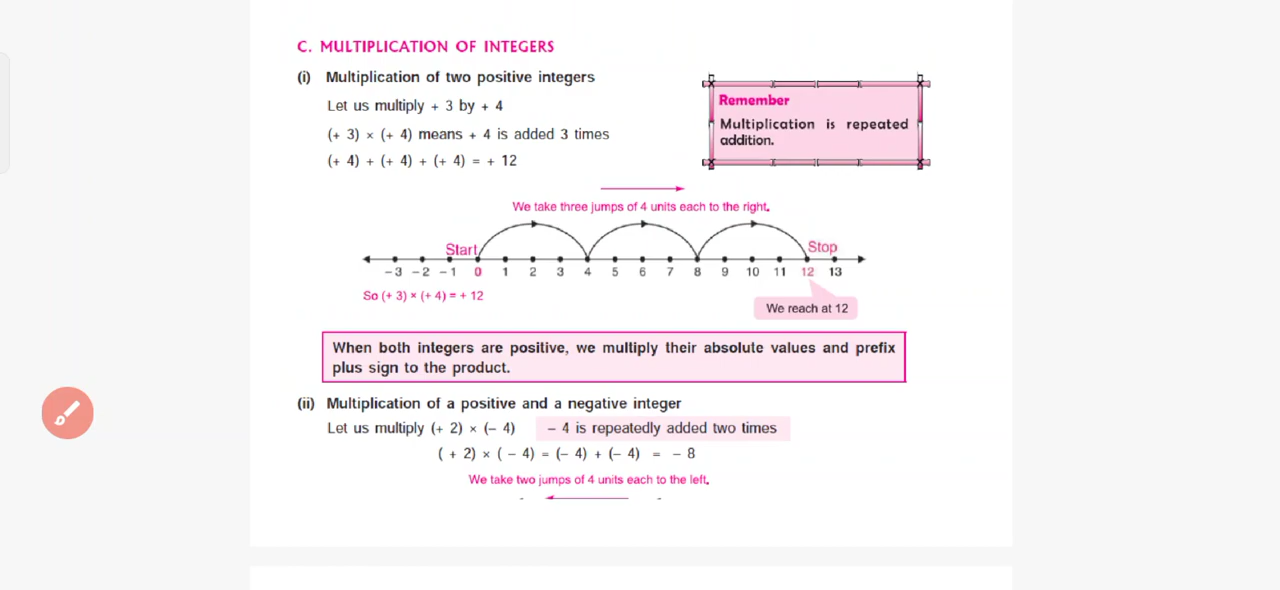 C. MULTIPLICATION OF INTEGERS
(i) Multiplication of two positive integers
Let us multiply + 3 by + 4
(+ 3) × (+ 4) means + 4 is added 3 times
(+ 4) + (+ 4) + (+ 4) = + 12
Remember
Multiplication is repeated
addition.
We take three jumps of 4 units each to the right.
Start
Stop
– 3 – 2 – 1 0 1 2 3 4 5 6 7 8 9 10 11 12 13
So (+ 3) × (+ 4) = + 12
We reach at 12
When both integers are positive, we multiply their absolute values and prefix
plus sign to the product.
(ii) Multiplication of a positive and a negative integer
Let us multiply (+ 2) × (– 4) – 4 is repeatedly added two times
( + 2) × ( – 4) = (– 4) + (– 4) = – 8
We take two jumps of 4 units each to the left.